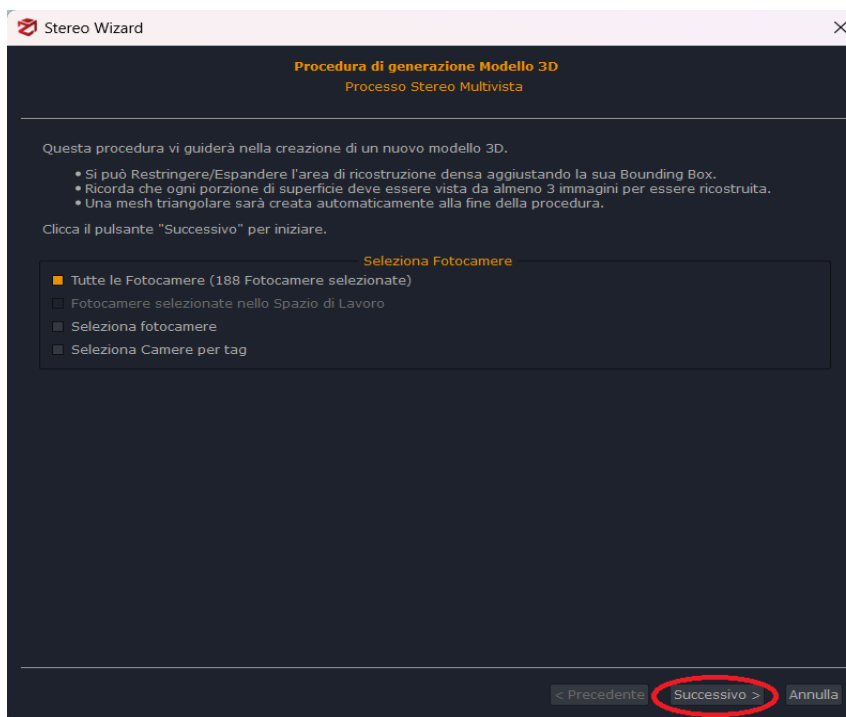 Stereo Wizard
Procedura di generazione Modello 3D
Processo Stereo Multivista
Questa procedura vi guiderà nella creazione di un nuovo modello 3D.
• Si può Restringere/Espandere l'area di ricostruzione densa aggiustando la sua Bounding Box.
• Ricorda che ogni porzione di superficie deve essere vista da almeno 3 immagini per essere ricostruita.
• Una mesh triangolare sarà creata automaticamente alla fine della procedura.
Clicca il pulsante "Successivo" per iniziare.
Seleziona Fotocamere
Tutte le Fotocamere (188 Fotocamere selezionate)
Fotocamere selezionate nello Spazio di Lavoro
Seleziona fotocamere
Seleziona Camere per tag
< Precedente Successivo > Annulla